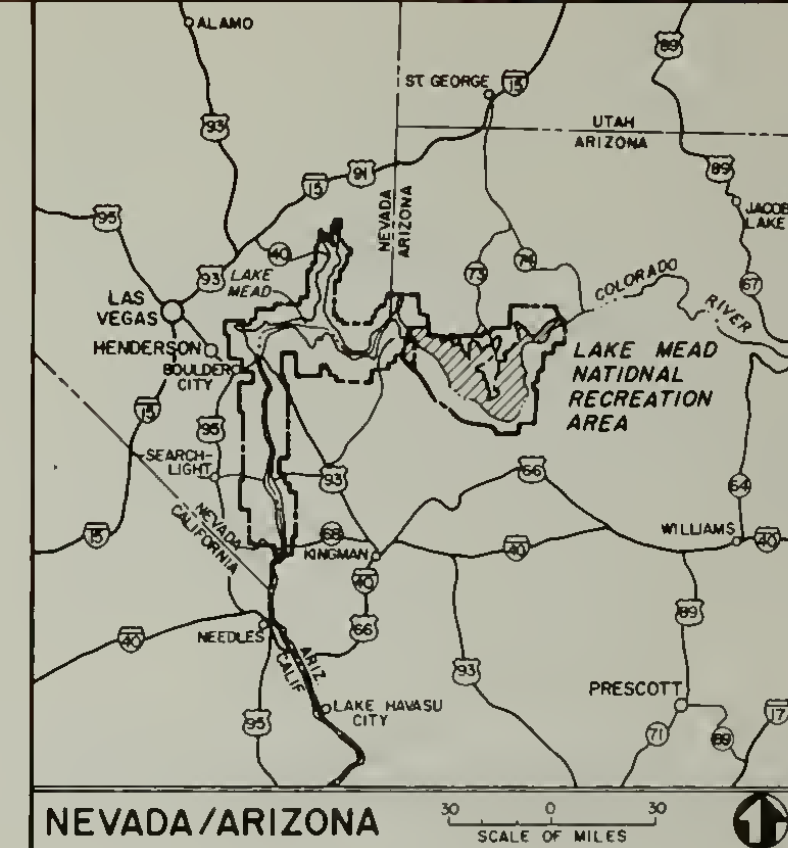 ALAMO
89
ST. GEORGE
15
93
UTAH
ARIZONA
91
15
89
95
NEVADA
ARIZONA
JACOB
LAKE
40
93
LAKE
MEAD
73
74
COLORADO
RIVER
67
LAS
VEGAS
HENDERSON
BOULDER
CITY
LAKE MEAD
NATIONAL
RECREATION
AREA
15
95
SEARCH-
LIGHT
93
66
64
NEVADA
CALIFORNIA
15
68
KINGMAN
40
WILLIAMS
40
40
89
NEEDLES
66
40
ARIZ.
CALIF
93
PRESCOTT
LAKE HAVASU
CITY
95
71
89
17
NEVADA/ARIZONA
30 0 30
SCALE OF MILES